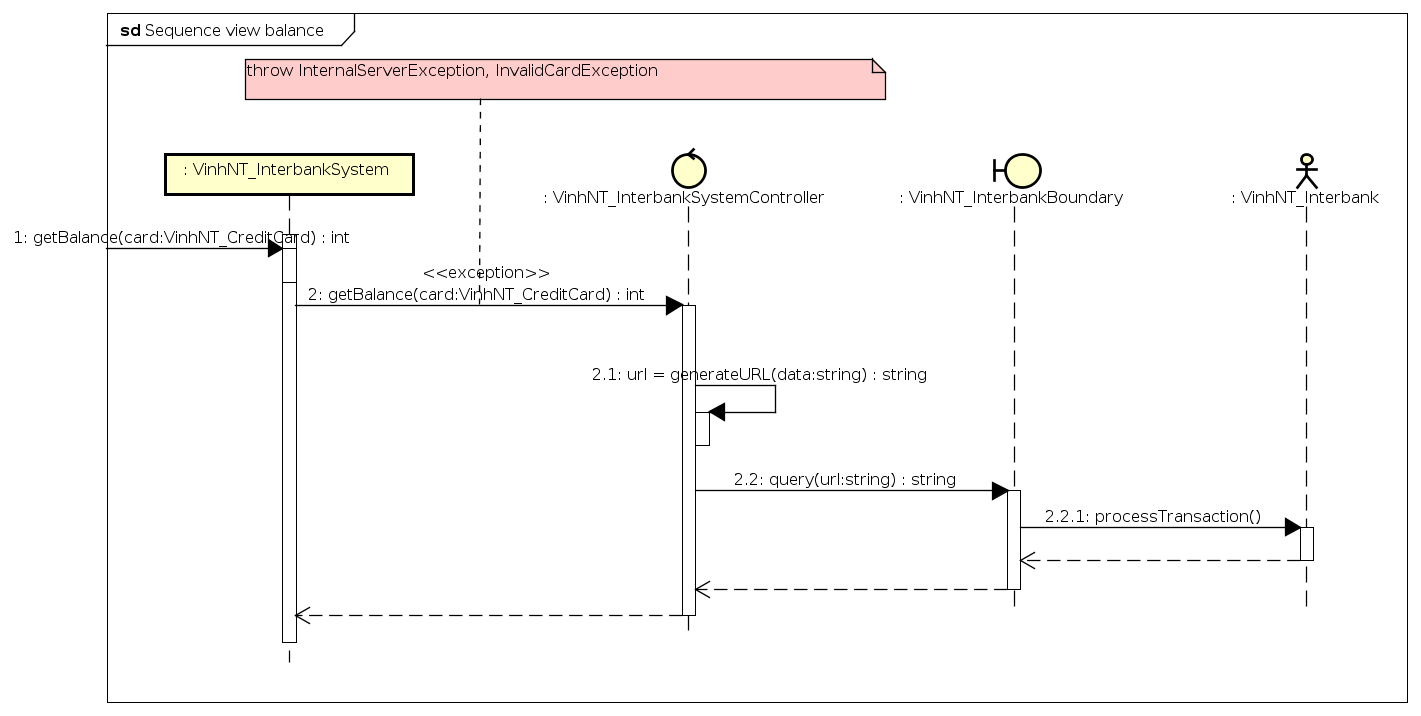 sd Sequence view balance
throw InternalServerException, InvalidCardException
: VinhNT_InterbankSystem
: VinhNT_InterbankSystemController
: VinhNT_InterbankBoundary
: VinhNT_Interbank
1: getBalance(card:VinhNT_CreditCard) : int
<<exception>>
2: getBalance(card:VinhNT_CreditCard) : int
2.1: url = generateURL(data:string) : string
2.2: query(url:string) : string
2.2.1: processTransaction()